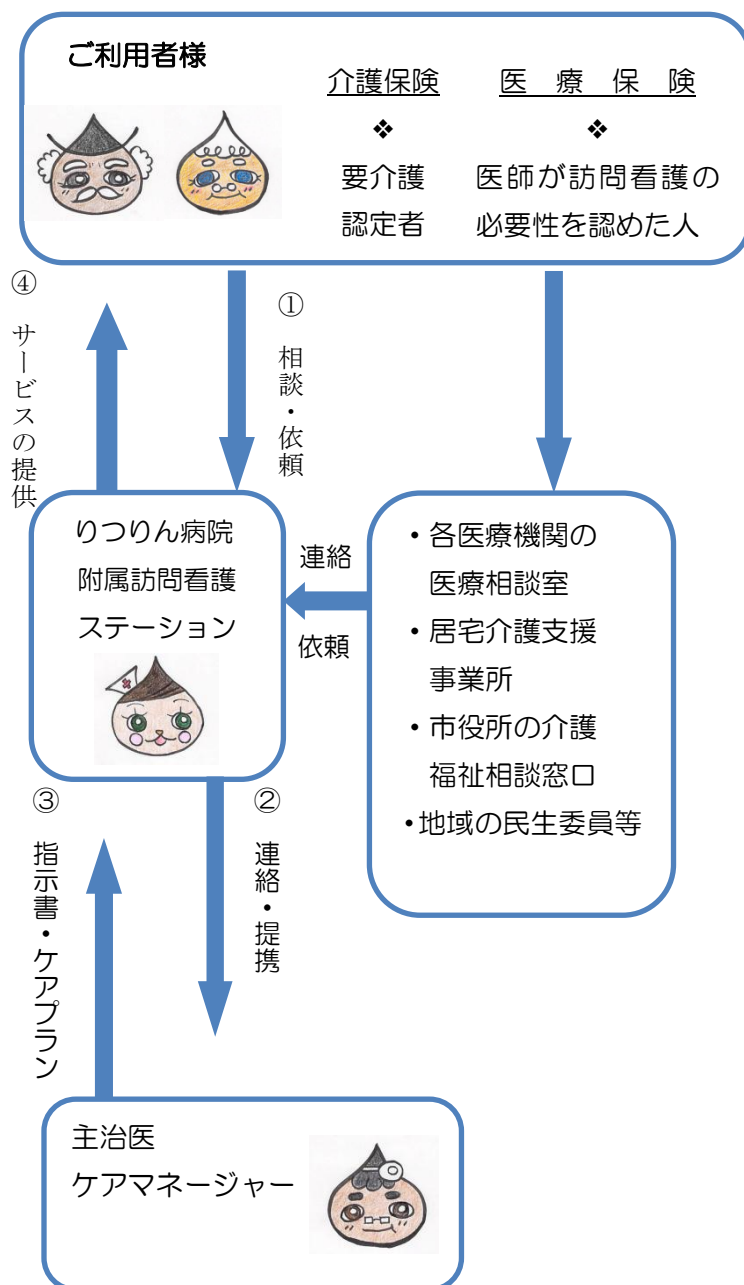 ご利用者様
介護保険
❖
要介護
認定者
医療保険
❖
医師が訪問看護の
必要性を認めた人
④ サービスの提供
① 相談・依頼
りつりん病院
附属訪問看護
ステーション
連絡
依頼
・各医療機関の
医療相談室
・居宅介護支援
事業所
・市役所の介護
福祉相談窓口
・地域の民生委員等
③ 指示書・ケアプラン
② 連絡・提携
主治医
ケアマネージャー